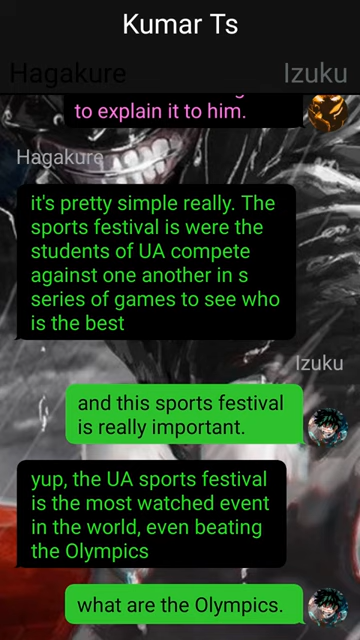 Kumar Ts
Hagakure
Izuku
to explain it to him.
Hagakure
it's pretty simple really. The
sports festival is were the
students of UA compete
against one another in s
series of games to see who
is the best
Izuku
and this sports festival
is really important.
yup, the UA sports festival
is the most watched event
in the world, even beating
the Olympics
what are the Olympics.